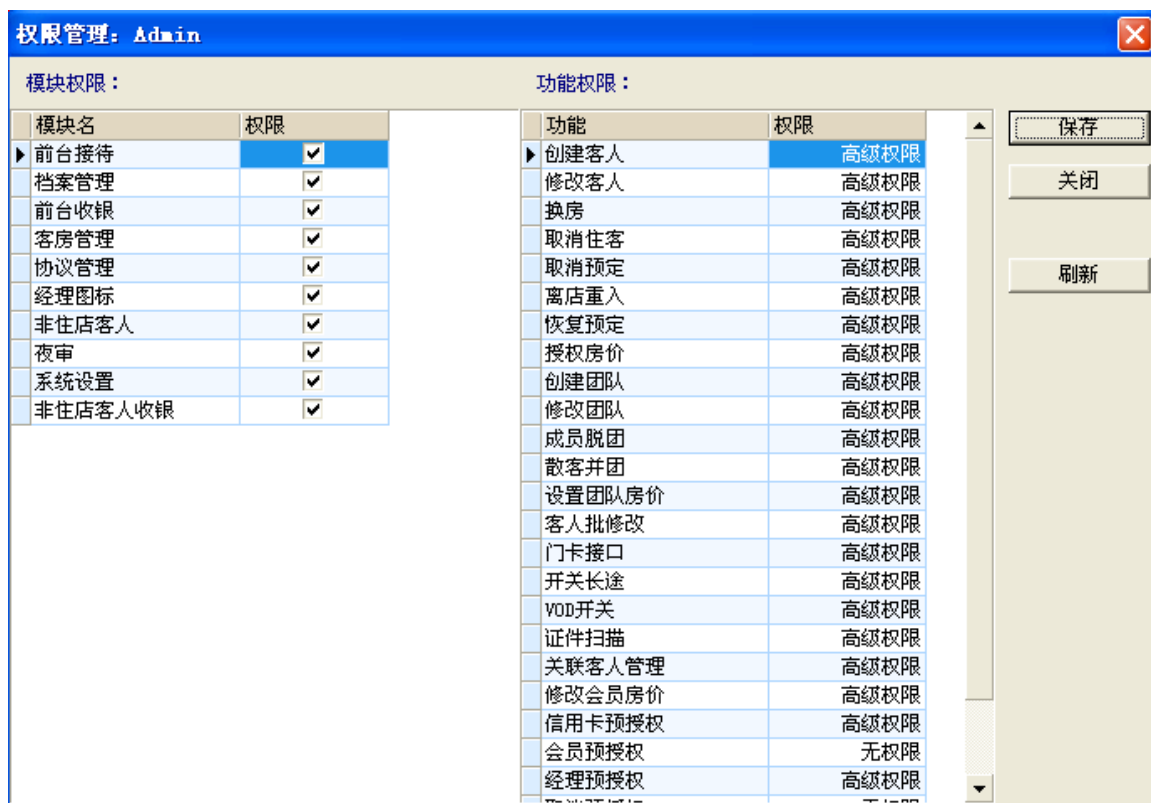 权限管理：Admin
模块权限：
功能权限：
模块名 权限
前台接待
档案管理
前台收银
客房管理
协议管理
经理图标
非住店客人
夜审
系统设置
非住店客人收银
功能 权限
创建客人 高级权限
修改客人 高级权限
换房 高级权限
取消住客 高级权限
取消预定 高级权限
离店重入 高级权限
恢复预定 高级权限
授权房价 高级权限
创建团队 高级权限
修改团队 高级权限
成员脱团 高级权限
散客并团 高级权限
设置团队房价 高级权限
客人批修改 高级权限
门卡接口 高级权限
开关长途 高级权限
VOD开关 高级权限
证件扫描 高级权限
关联客人管理 高级权限
修改会员房价 高级权限
信用卡预授权 高级权限
会员预授权 无权限
经理预授权 高级权限
保存
关闭
刷新